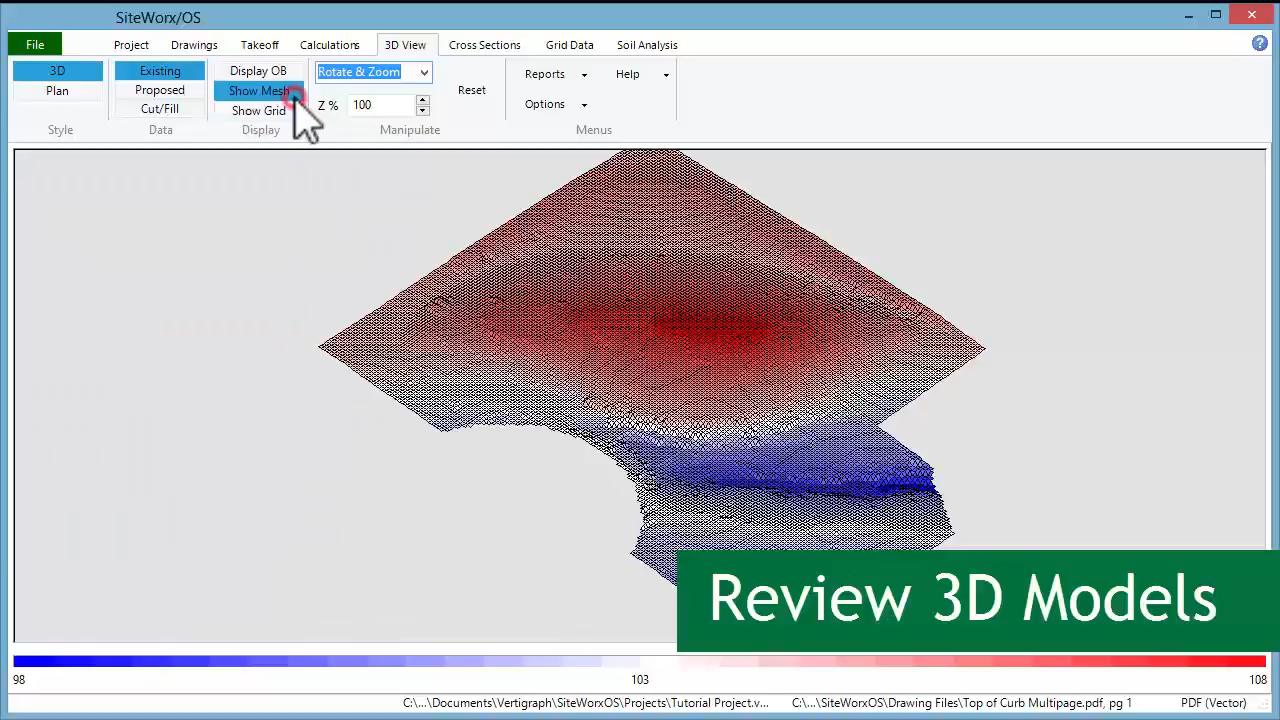 SiteWorx/OS
File Project Drawings Takeoff Calculations 3D View Cross Sections Grid Data Soil Analysis
3D Existing Display OB Rotate & Zoom Reports Help
Plan Proposed Show Mesh Z % 100 Reset Options
Cut/Fill Show Grid
Style Data Display Manipulate Menus
Review 3D Models
98 103 108
C:\...\Documents\Vertigraph\SiteWorxOS\Projects\Tutorial Project.v... C:\...\SiteWorxOS\Drawing Files\Top of Curb Multipage.pdf, pg 1 PDF (Vector)